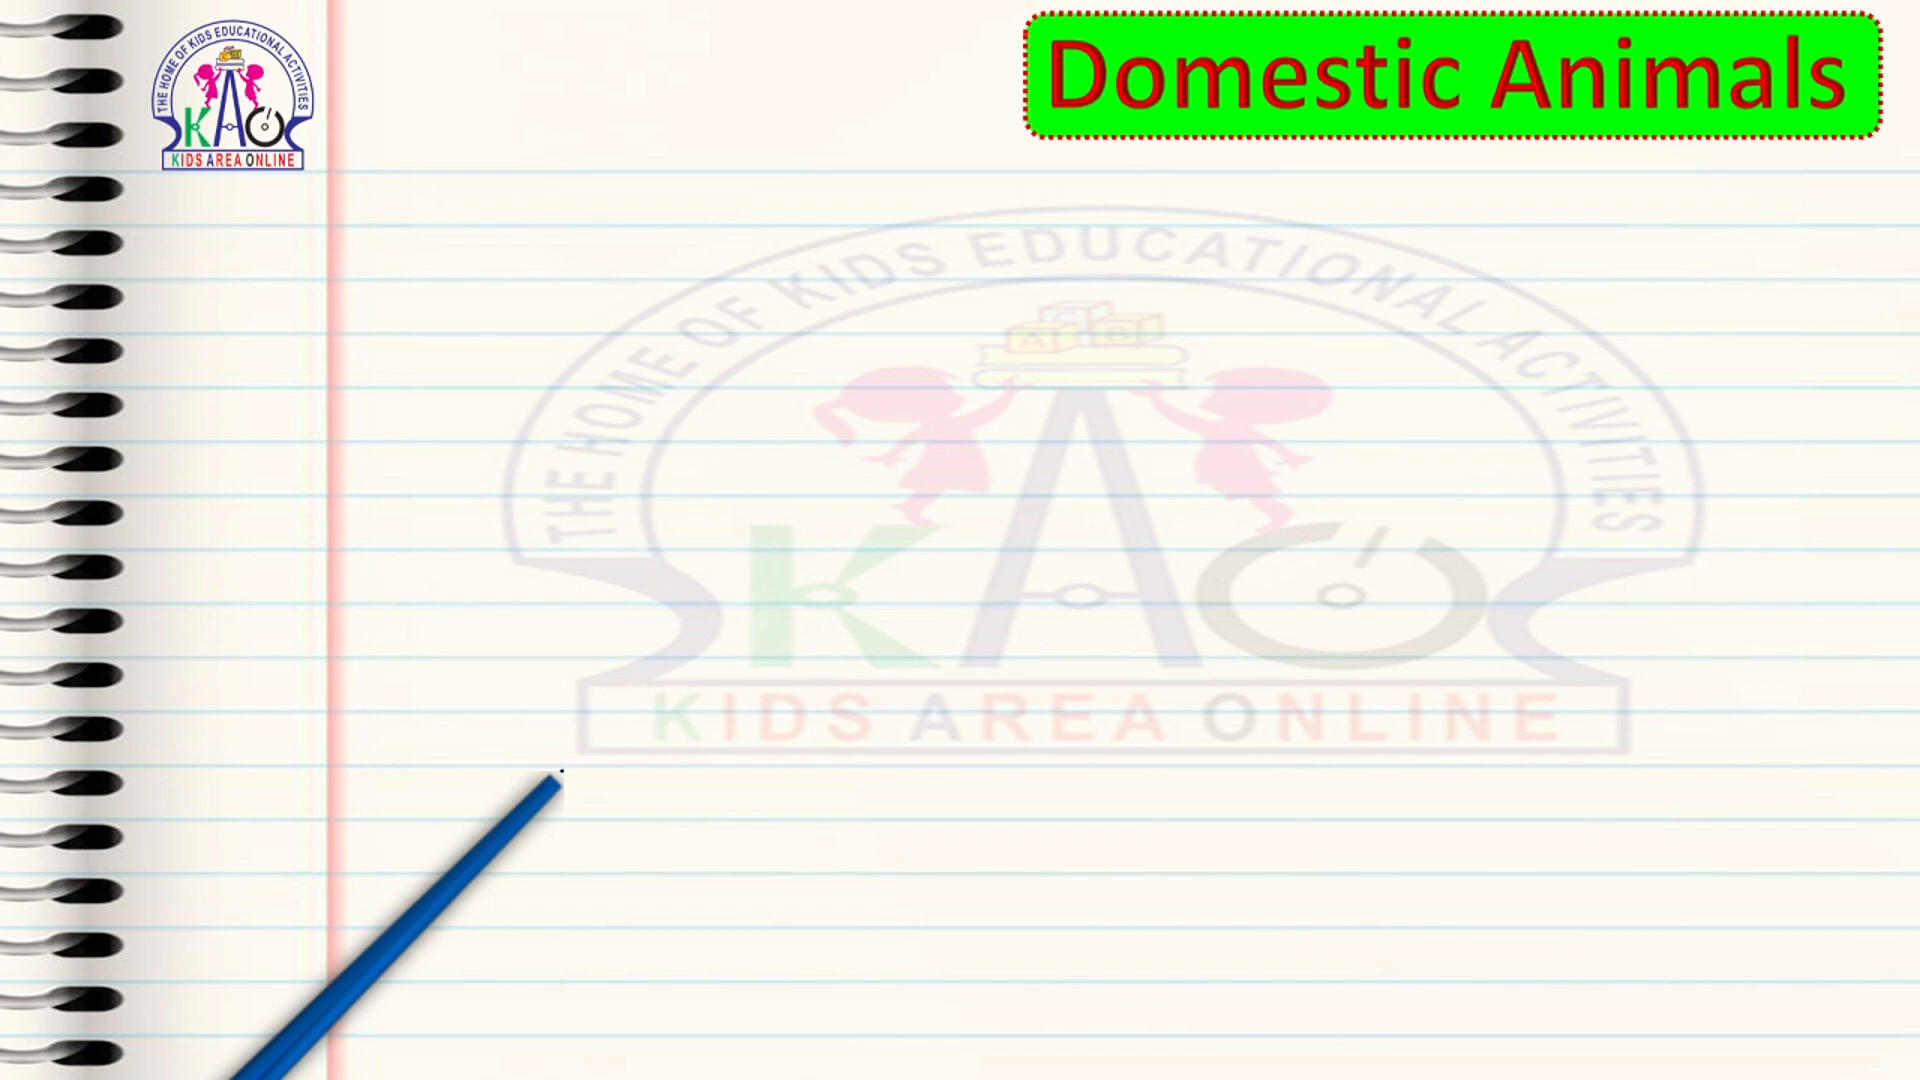 THE HOME OF KIDS EDUCATIONAL ACTIVITIES
KAO
KIDS AREA ONLINE
Domestic Animals
THE HOME OF KIDS EDUCATIONAL ACTIVITIES
A B
KAO
KIDS AREA ONLINE